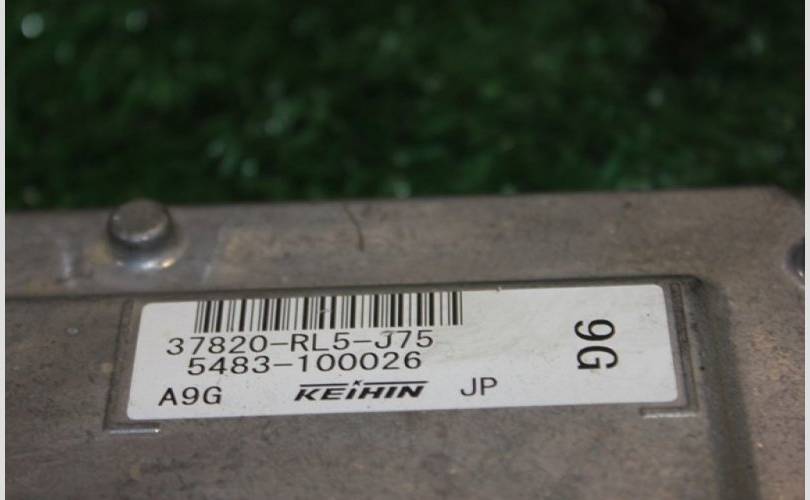 37820-RL5-J75
5483-100026
A9G KEIHIN JP
9G